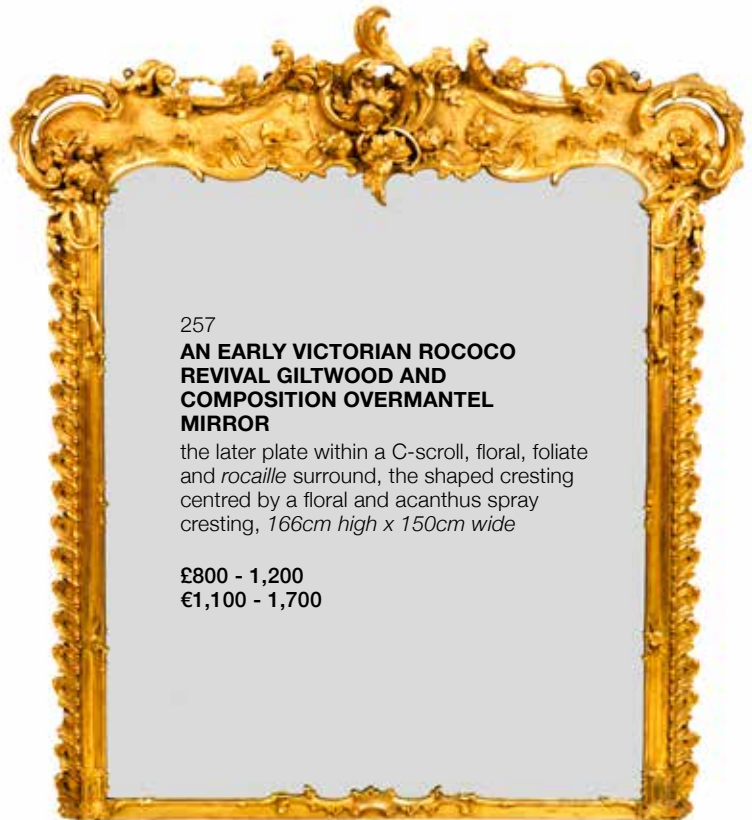 257
AN EARLY VICTORIAN ROCOCO
REVIVAL GILTWOOD AND
COMPOSITION OVERMANTEL
MIRROR
the later plate within a C-scroll, floral, foliate
and rocaille surround, the shaped cresting
centred by a floral and acanthus spray
cresting, 166cm high x 150cm wide
£800 - 1,200
€1,100 - 1,700